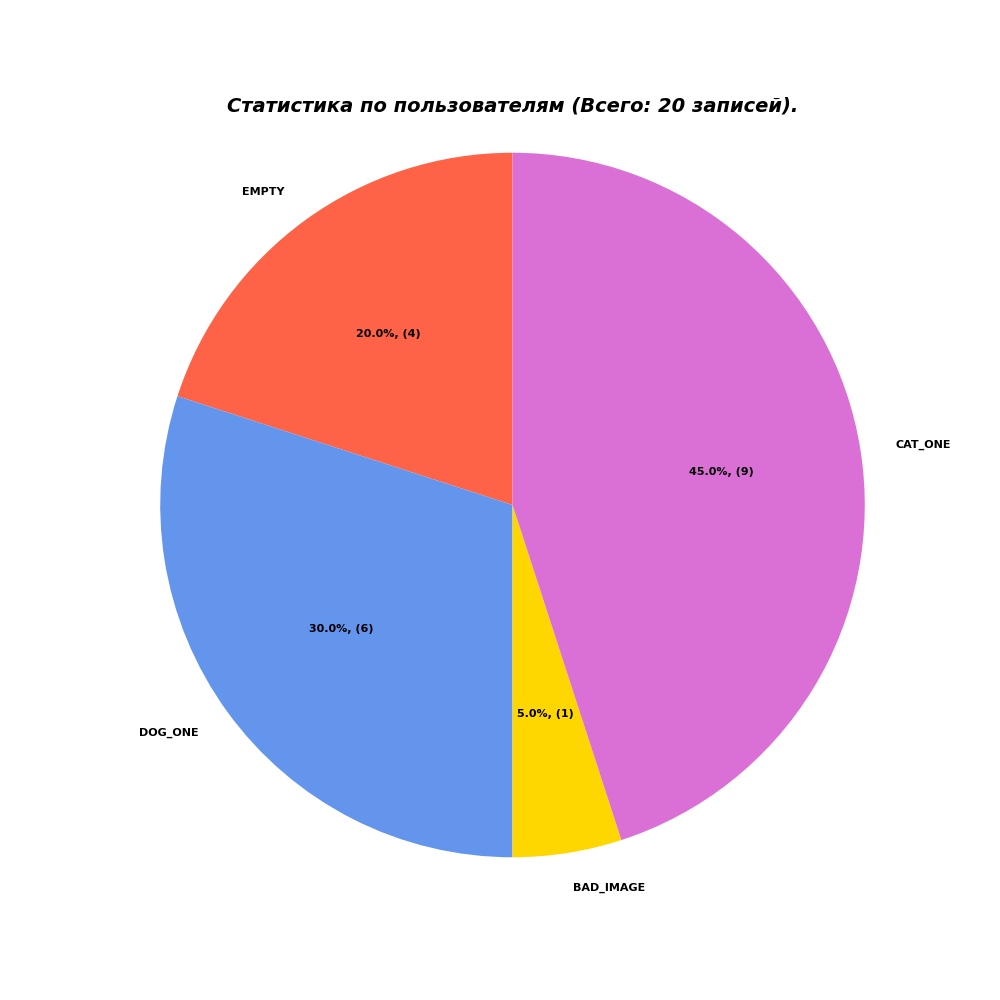 Статистика по пользователям (Всего: 20 записей).
EMPTY
20.0%, (4)
CAT_ONE
45.0%, (9)
30.0%, (6)
5.0%, (1)
DOG_ONE
BAD_IMAGE